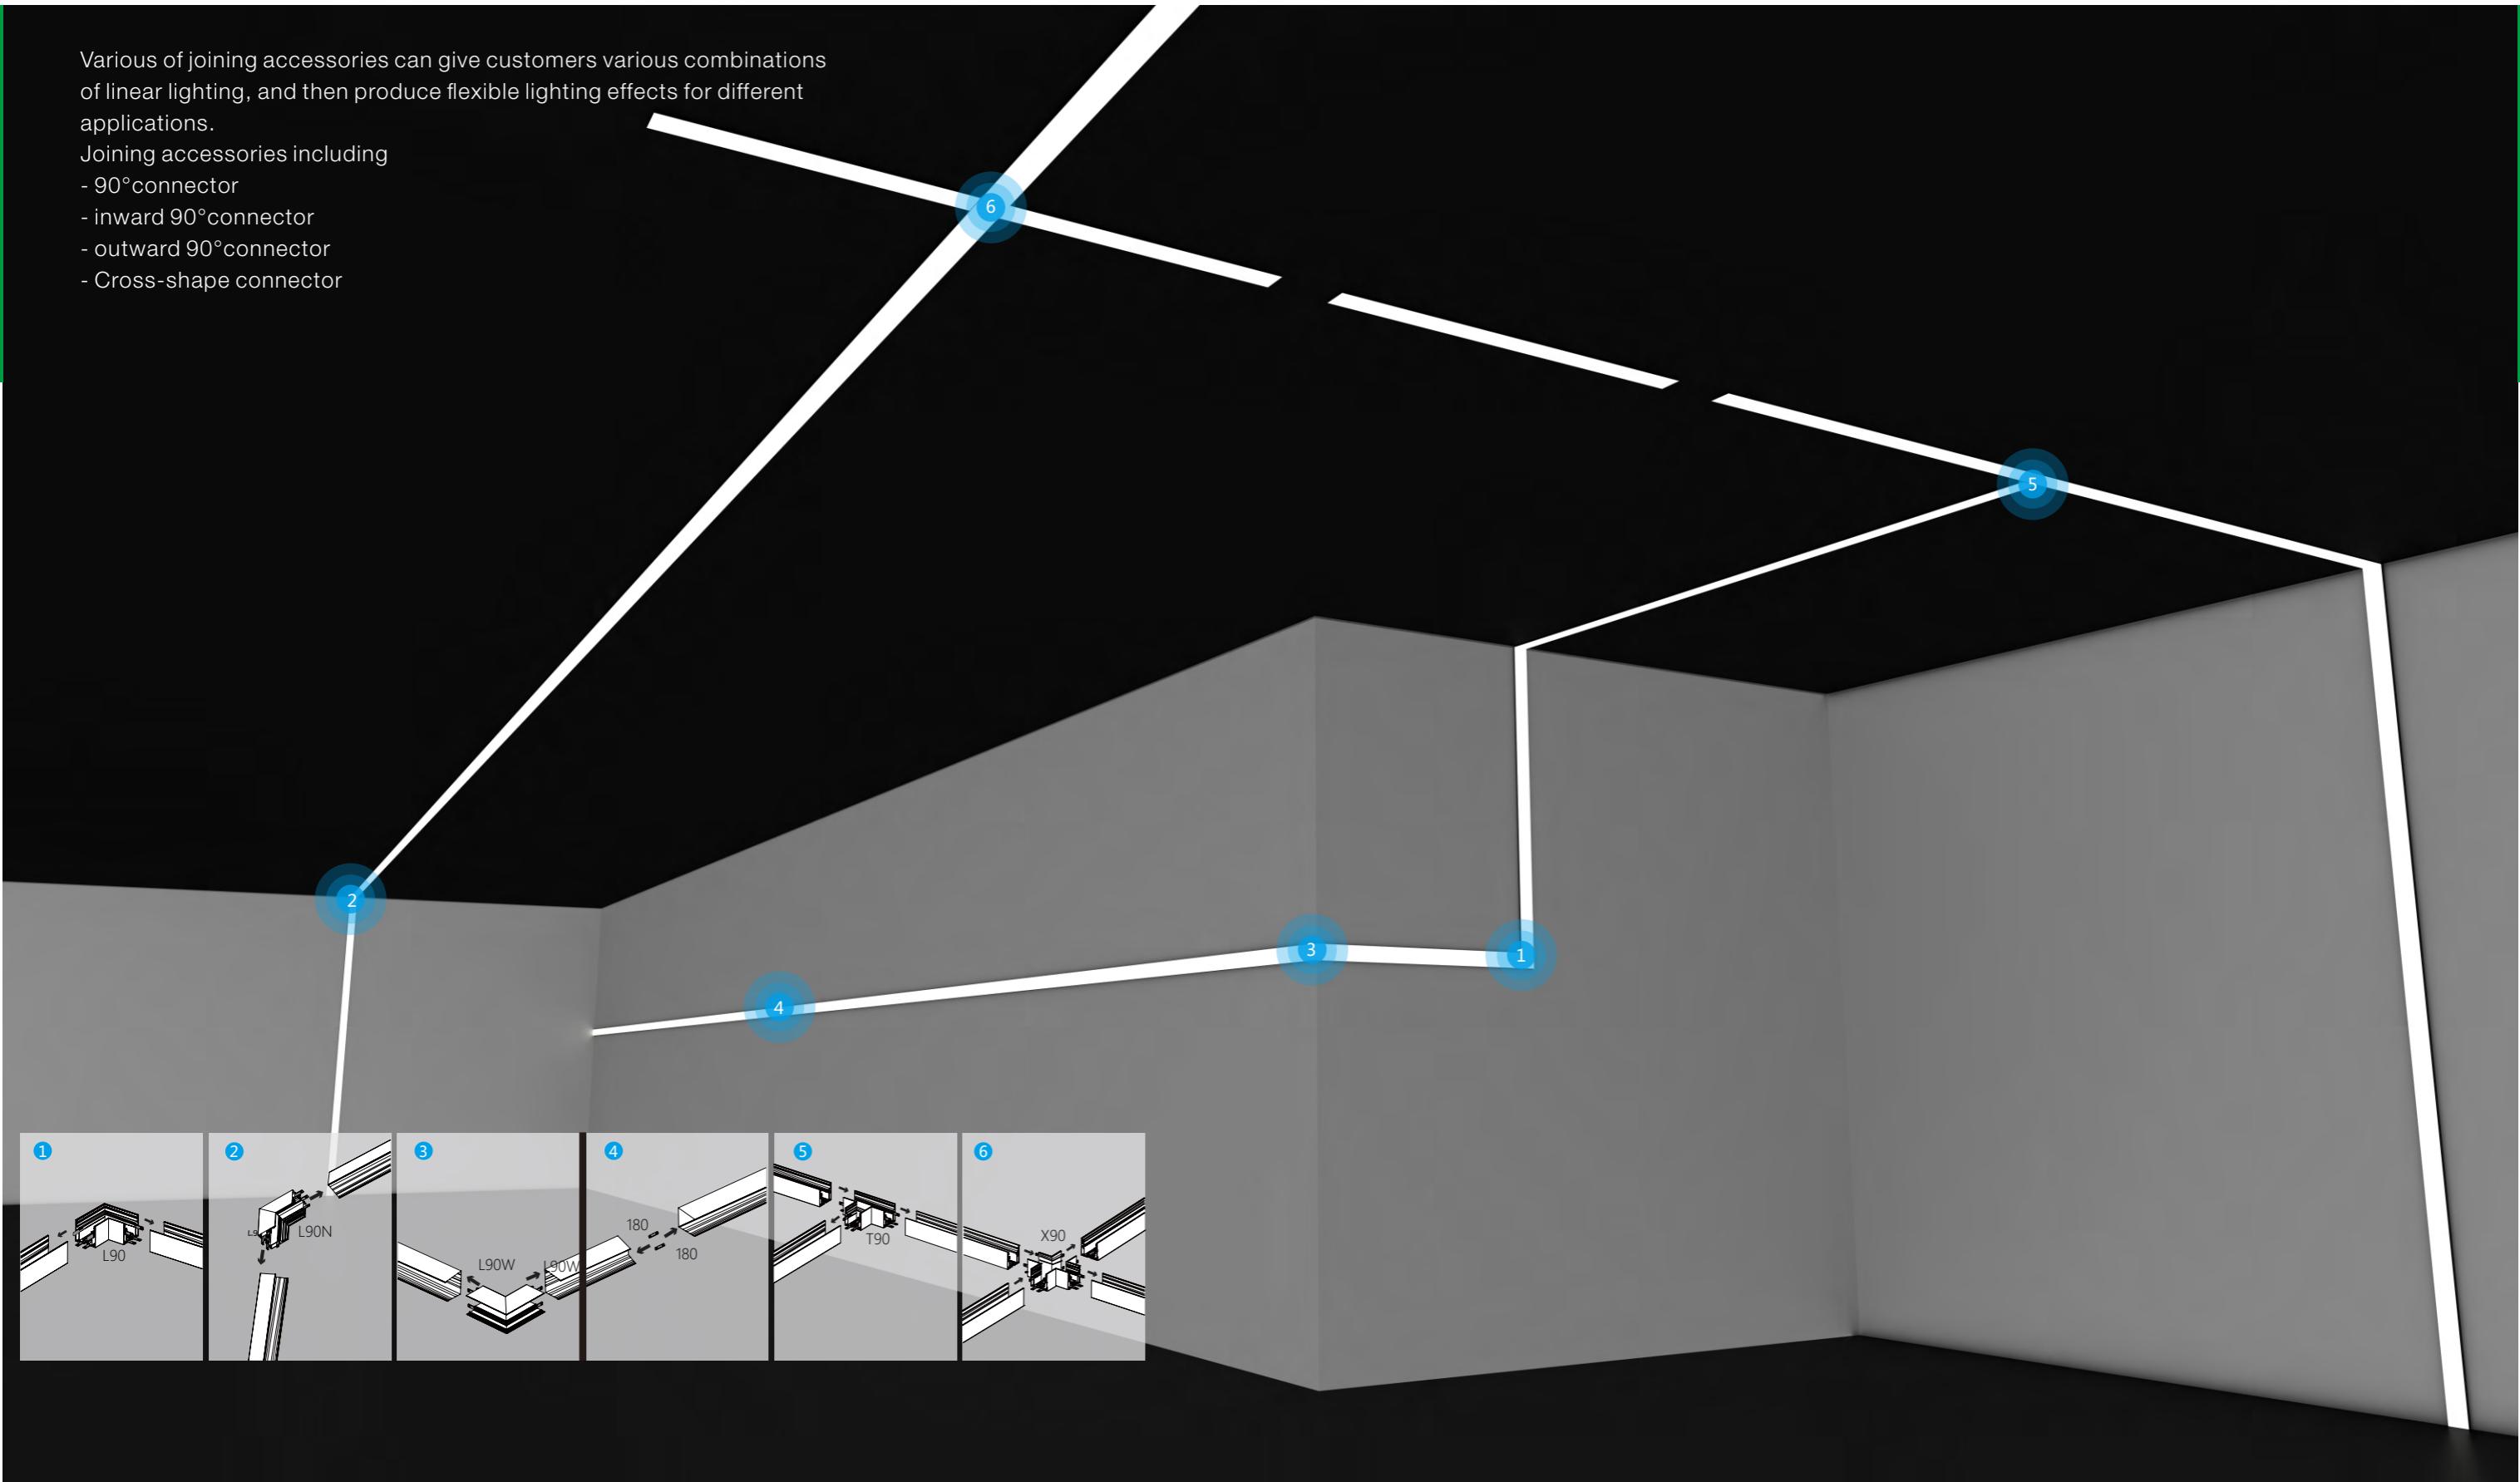 Various of joining accessories can give customers various combinations
of linear lighting, and then produce flexible lighting effects for different
applications.
Joining accessories including
- 90°connector
- inward 90°connector
- outward 90°connector
- Cross-shape connector
6
5
2
3
1
4
1
2
3
4
5
6
L90
L90N
L90W
L90W
180
180
T90
X90